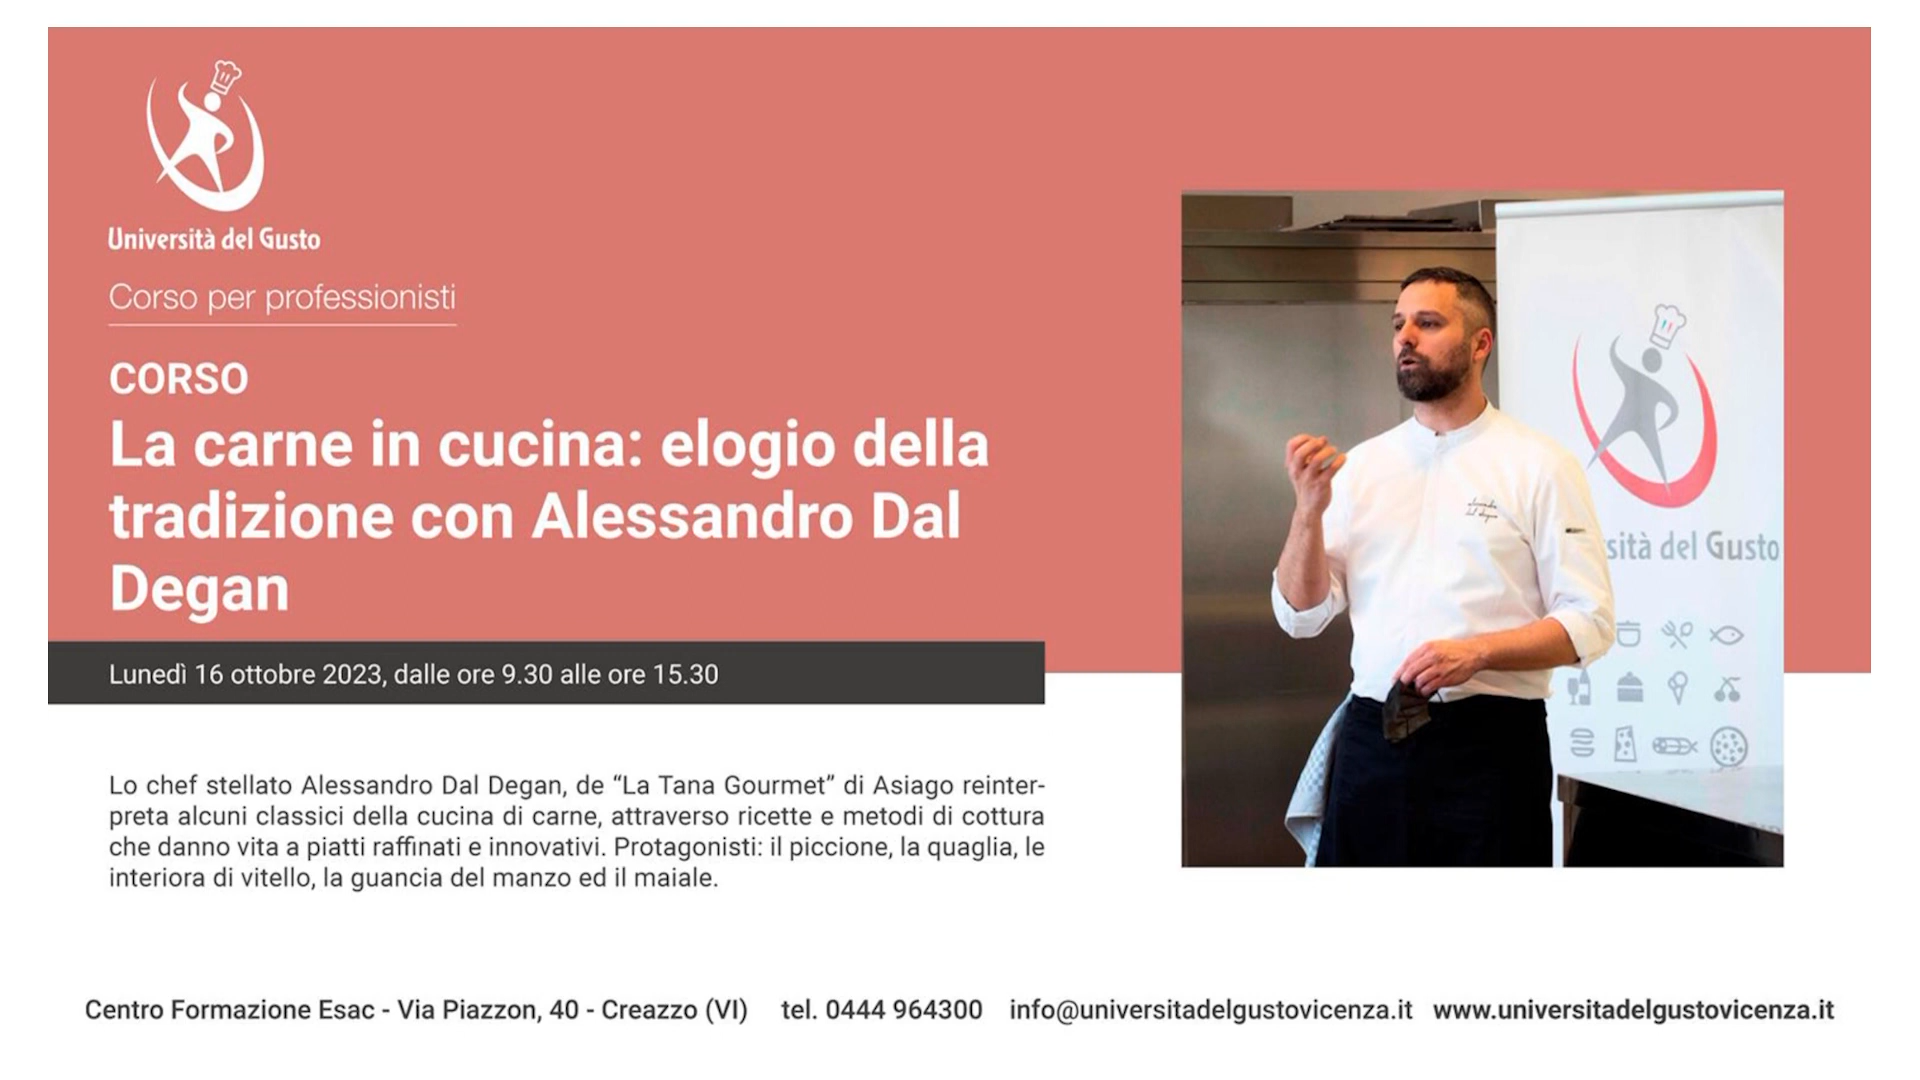 Università del Gusto
Corso per professionisti
CORSO
La carne in cucina: elogio della
tradizione con Alessandro Dal
Degan
Lunedì 16 ottobre 2023, dalle ore 9.30 alle ore 15.30
Lo chef stellato Alessandro Dal Degan, de “La Tana Gourmet” di Asiago reinter-
preta alcuni classici della cucina di carne, attraverso ricette e metodi di cottura
che danno vita a piatti raffinati e innovativi. Protagonisti: il piccione, la quaglia, le
interiora di vitello, la guancia del manzo ed il maiale.
alessandro
dal degan
sità del Gusto
Centro Formazione Esac - Via Piazzon, 40 - Creazzo (VI) tel. 0444 964300 info@universitadelgustovicenza.it www.universitadelgustovicenza.it